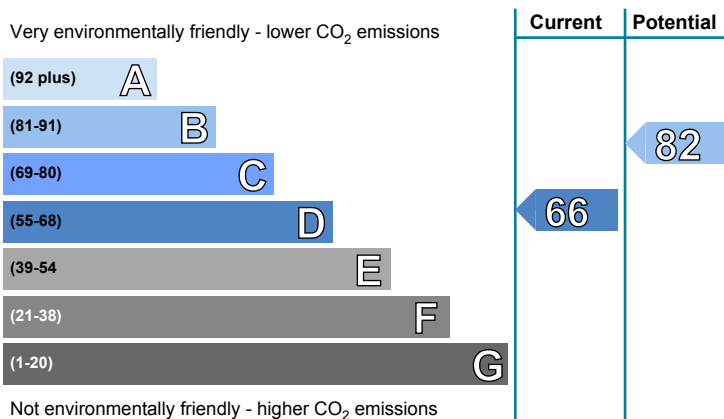 Current Potential
Very environmentally friendly - lower CO2 emissions
(92 plus) A
(81-91) B
82
(69-80) C
(55-68) D
66
(39-54 E
(21-38) F
(1-20) G
Not environmentally friendly - higher CO2 emissions